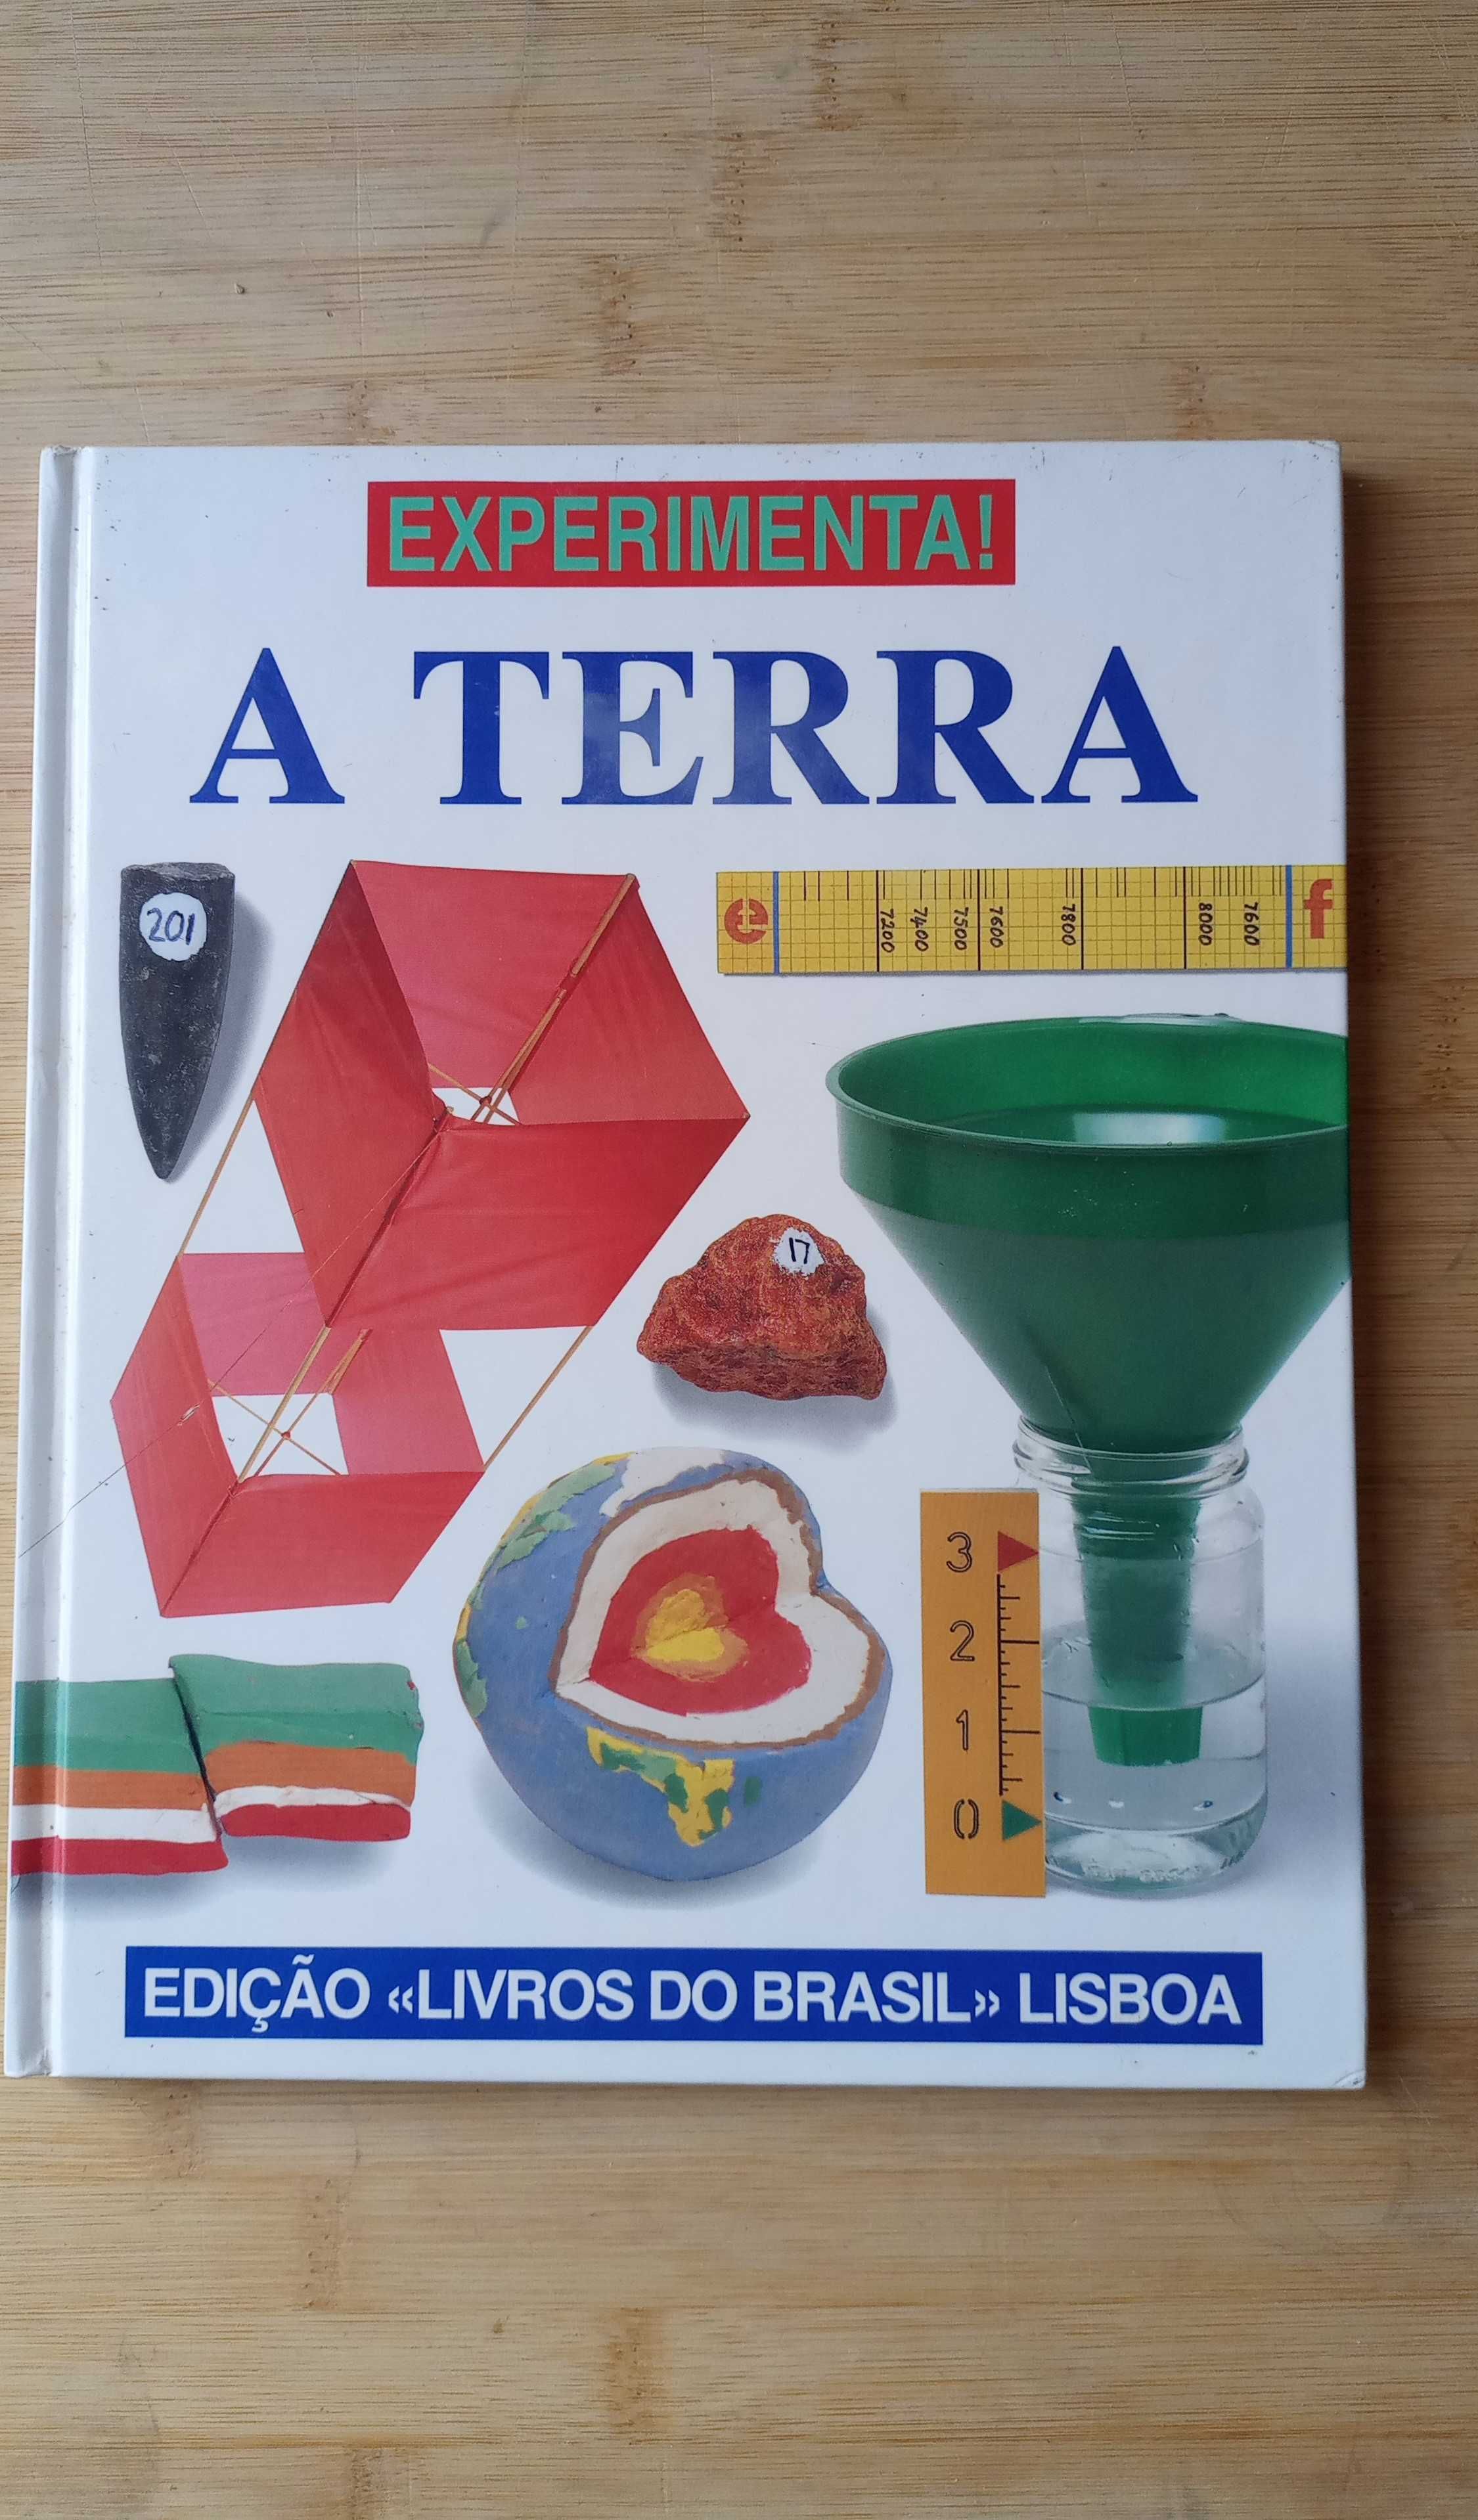 EXPERIMENTA!
A TERRA
201
e 7200 7400 7500 7600 7800 8000 7600 f
17
3
2
1
0
EDIÇÃO «LIVROS DO BRASIL» LISBOA